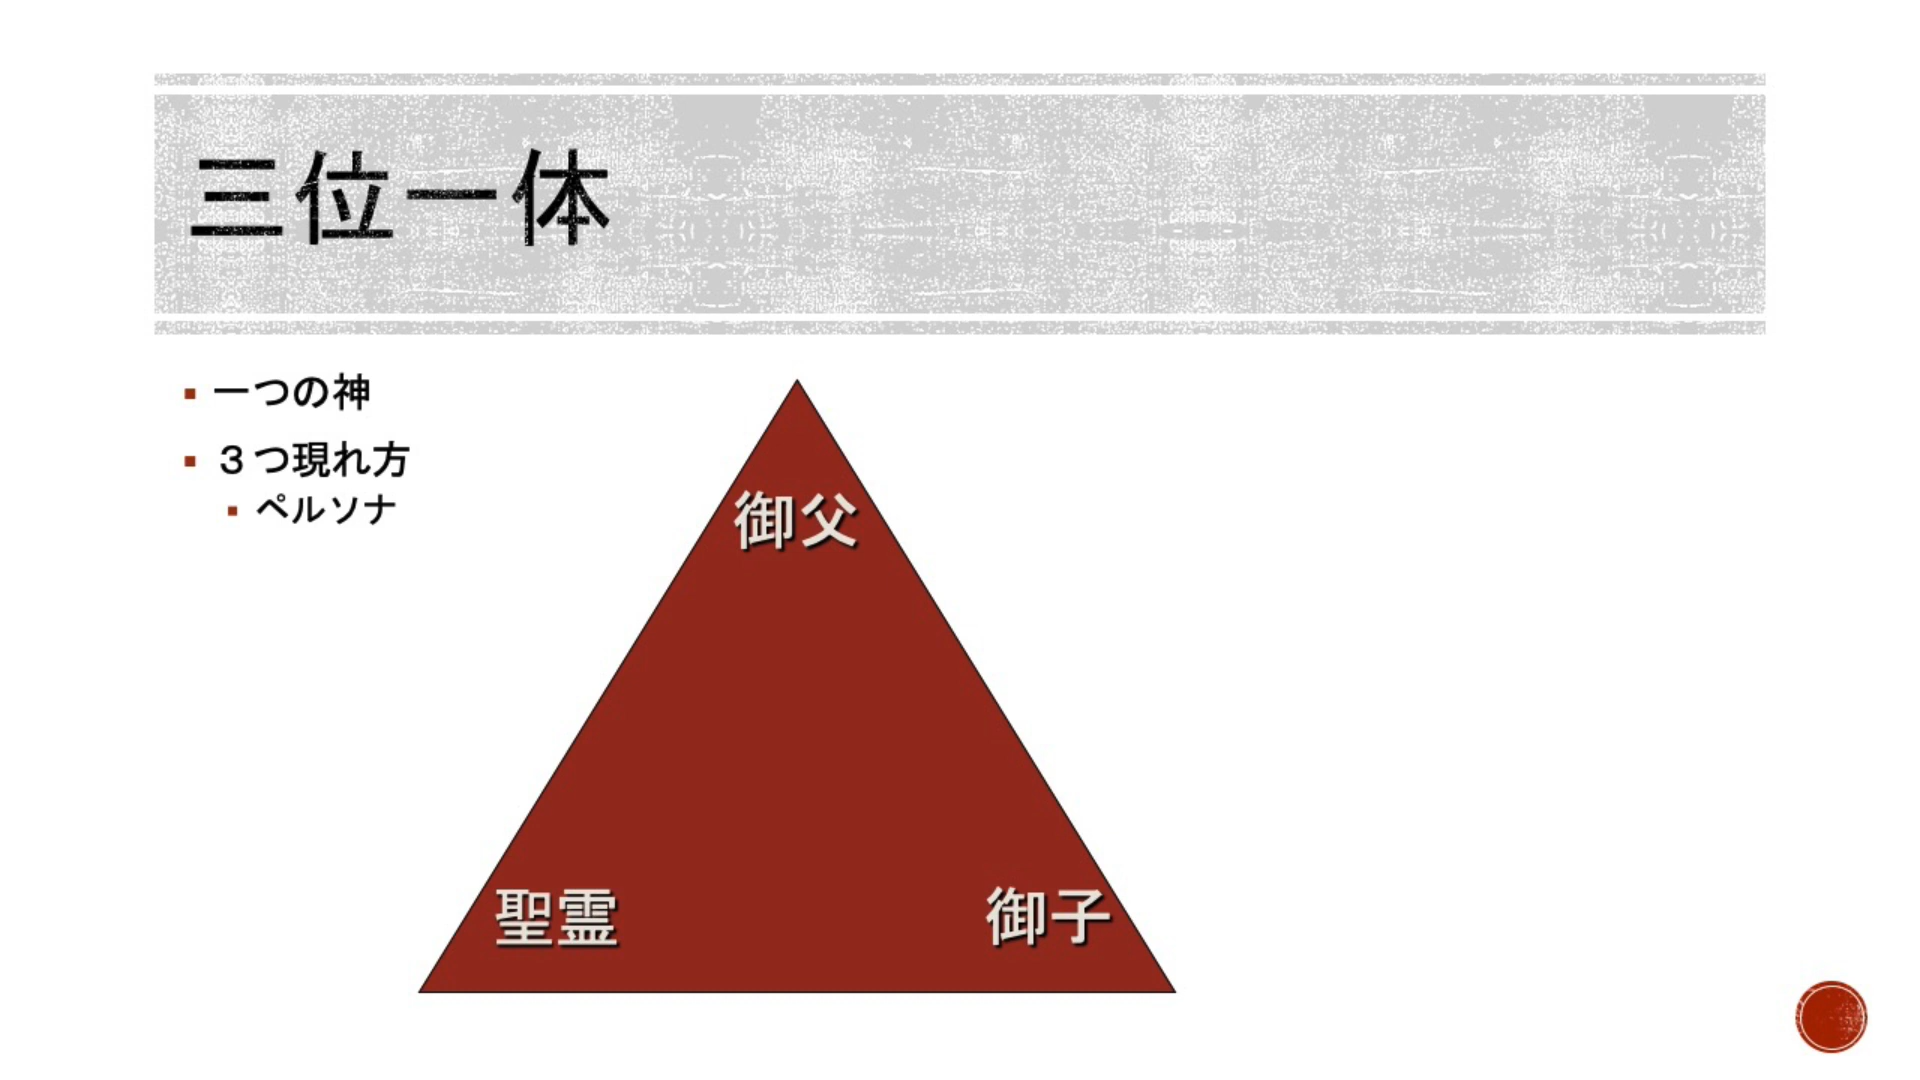 三位一体
一つの神
３つ現れ方
ペルソナ
御父
聖霊
御子